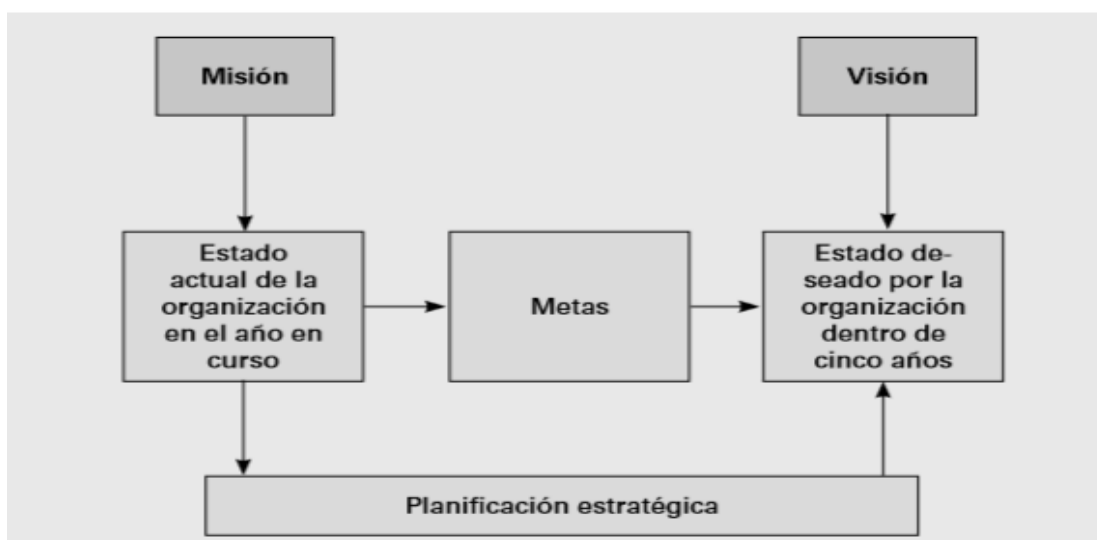 Misión
Visión
Estado
actual de la
organización
en el año en
curso
Metas
Estado de-
seado por la
organización
dentro de
cinco años
Planificación estratégica